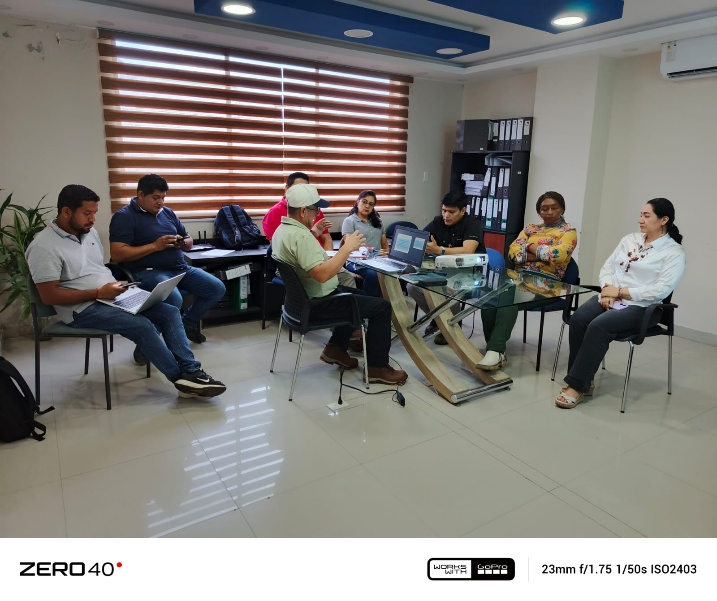 ZERO40
WORKS WITH GoPro
23mm f/1.75 1/50s ISO2403